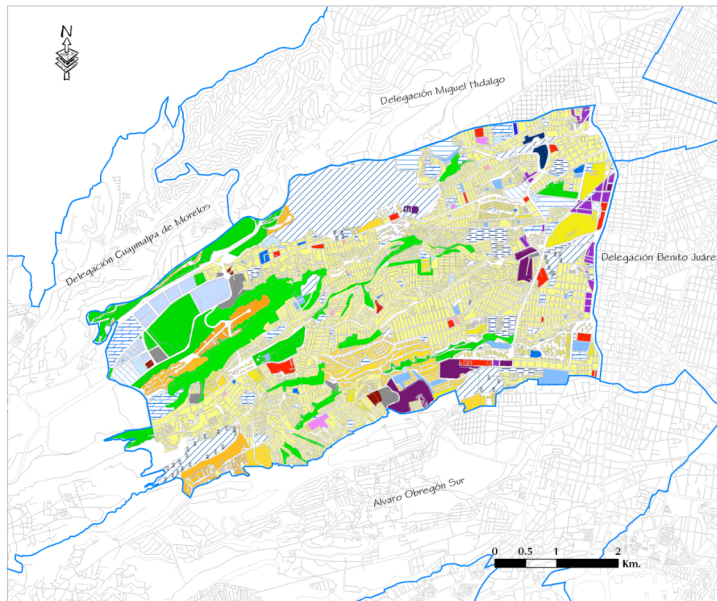 N
Delegación Miguel Hidalgo
Delegación Cuajimalpa de Morelos
Delegación Benito Juáre
Alvaro Obregón Sur
0 0.5 1 2
Km.